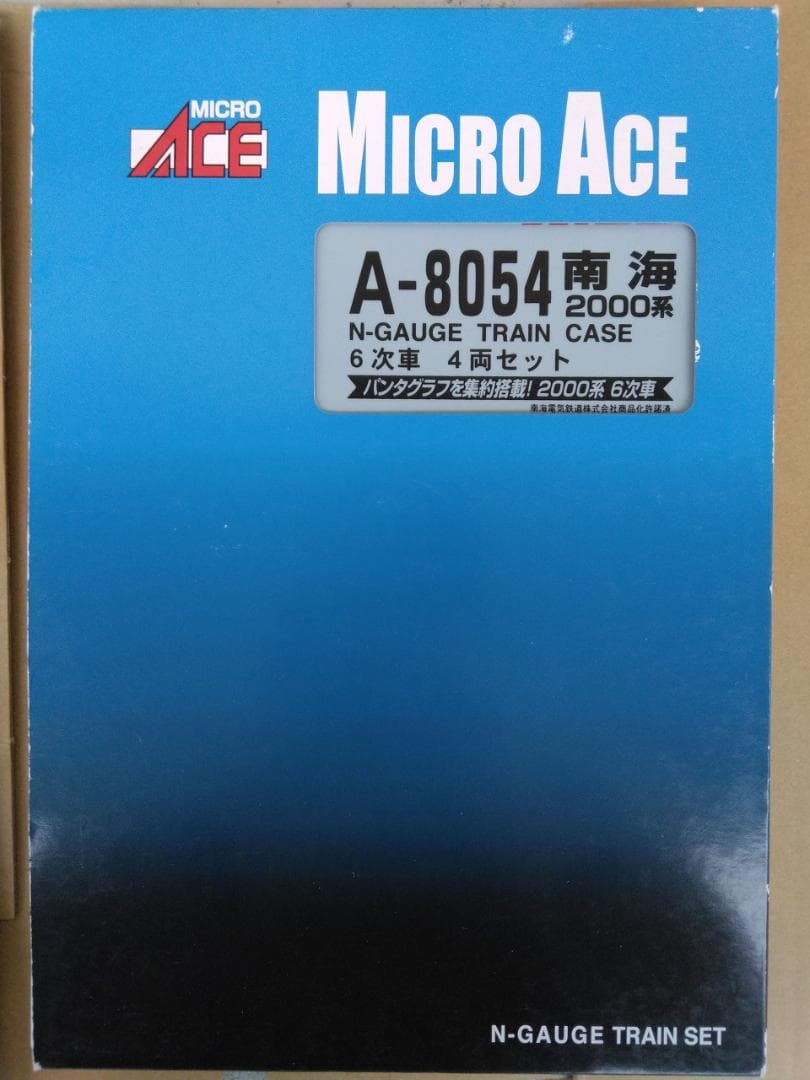 MICRO
ACE
MICRO ACE
A-8054 南海
2000系
N-GAUGE TRAIN CASE
6次車 4両セット
パンタグラフを集約搭載! 2000系 6次車
南海電気鉄道株式会社商品化許諾済
N-GAUGE TRAIN SET